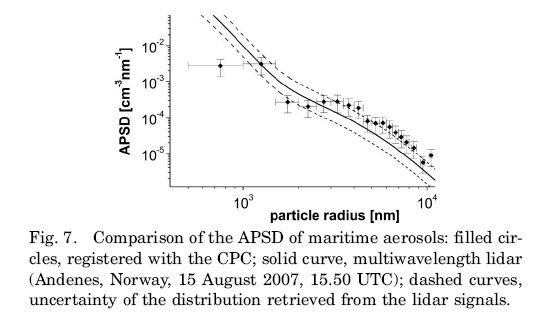 10⁻²
10⁻³
10⁻⁴
10⁻⁵
APSD [cm⁻³nm⁻¹]
10³
10⁴
particle radius [nm]
Fig. 7. Comparison of the APSD of maritime aerosols: filled cir-
cles, registered with the CPC; solid curve, multiwavelength lidar
(Andenes, Norway, 15 August 2007, 15.50 UTC); dashed curves,
uncertainty of the distribution retrieved from the lidar signals.